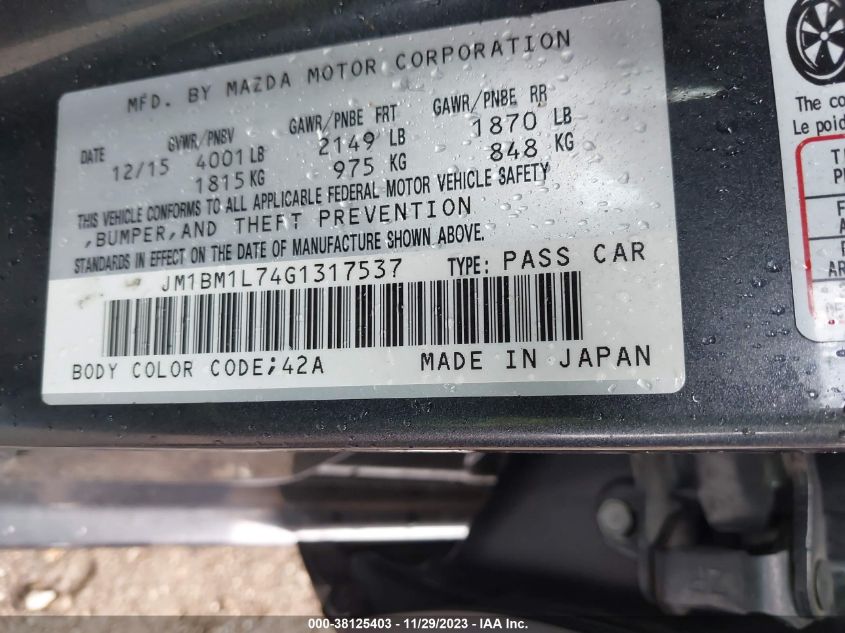 MFD. BY MAZDA MOTOR CORPORATION
DATE GVWR/PNBV GAWR/PNBE FRT GAWR/PNBE RR
12/15 4001 LB 2149 LB 1870 LB
1815 KG 975 KG 848 KG
THIS VEHICLE CONFORMS TO ALL APPLICABLE FEDERAL MOTOR VEHICLE SAFETY
,BUMPER,AND THEFT PREVENTION
STANDARDS IN EFFECT ON THE DATE OF MANUFACTURE SHOWN ABOVE.
JM1BM1L74G1317537 TYPE: PASS CAR
BODY COLOR CODE;42A MADE IN JAPAN
The co
Le poid
000-38125403 - 11/29/2023 - IAA Inc.